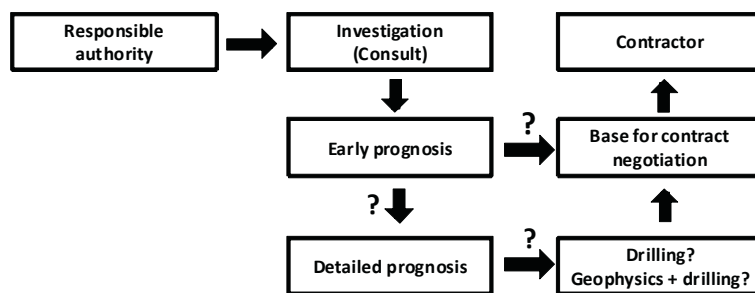 Responsible
authority
Investigation
(Consult)
Contractor
Early prognosis
?
Base for contract
negotiation
?
Detailed prognosis
?
Drilling?
Geophysics + drilling?